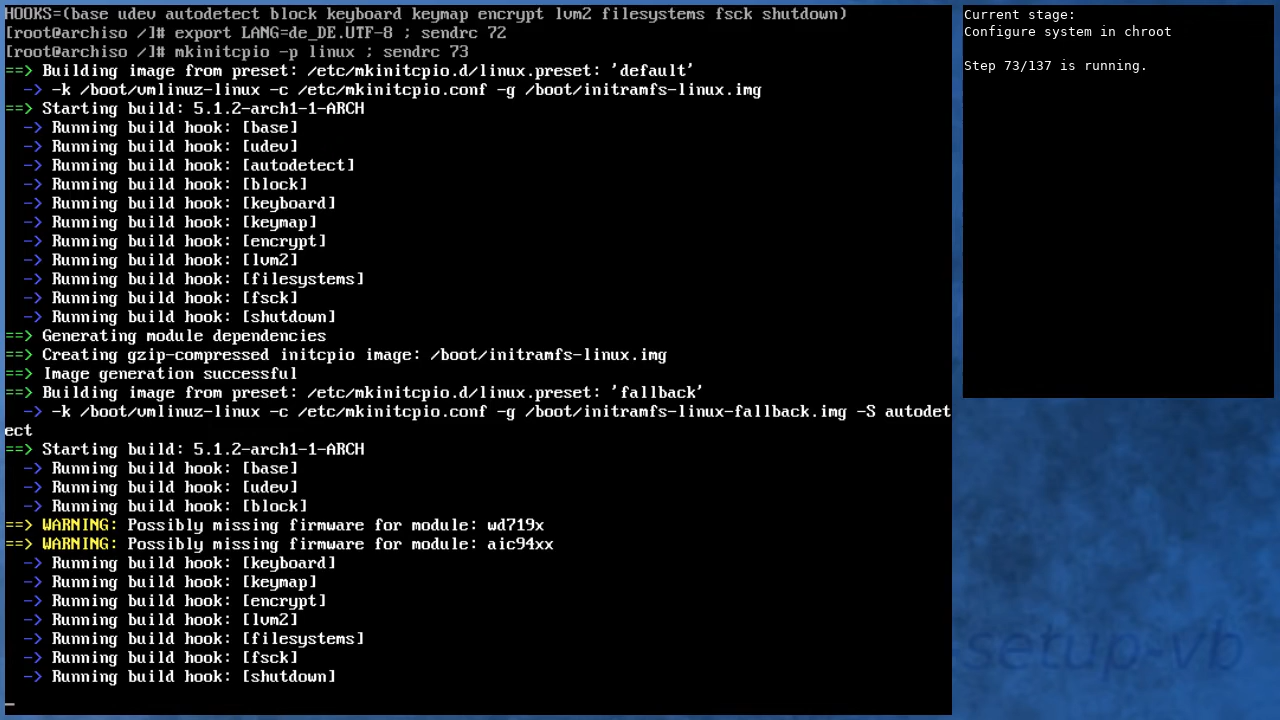 HOOKS=(base udev autodetect block keyboard keymap encrypt lvm2 filesystems fsck shutdown)
[root@archiso /]# export LANG=de_DE.UTF-8 ; sendrc 72
[root@archiso /]# mkinitcpio -p linux ; sendrc 73
==> Building image from preset: /etc/mkinitcpio.d/linux.preset: 'default'
  -> -k /boot/vmlinuz-linux -c /etc/mkinitcpio.conf -g /boot/initramfs-linux.img
==> Starting build: 5.1.2-arch1-1-ARCH
  -> Running build hook: [base]
  -> Running build hook: [udev]
  -> Running build hook: [autodetect]
  -> Running build hook: [block]
  -> Running build hook: [keyboard]
  -> Running build hook: [keymap]
  -> Running build hook: [encrypt]
  -> Running build hook: [lvm2]
  -> Running build hook: [filesystems]
  -> Running build hook: [fsck]
  -> Running build hook: [shutdown]
==> Generating module dependencies
==> Creating gzip-compressed initcpio image: /boot/initramfs-linux.img
==> Image generation successful
==> Building image from preset: /etc/mkinitcpio.d/linux.preset: 'fallback'
  -> -k /boot/vmlinuz-linux -c /etc/mkinitcpio.conf -g /boot/initramfs-linux-fallback.img -S autodet
ect
==> Starting build: 5.1.2-arch1-1-ARCH
  -> Running build hook: [base]
  -> Running build hook: [udev]
  -> Running build hook: [block]
==> WARNING: Possibly missing firmware for module: wd719x
==> WARNING: Possibly missing firmware for module: aic94xx
  -> Running build hook: [keyboard]
  -> Running build hook: [keymap]
  -> Running build hook: [encrypt]
  -> Running build hook: [lvm2]
  -> Running build hook: [filesystems]
  -> Running build hook: [fsck]
  -> Running build hook: [shutdown]
Current stage:
Configure system in chroot
Step 73/137 is running.
setup-vb